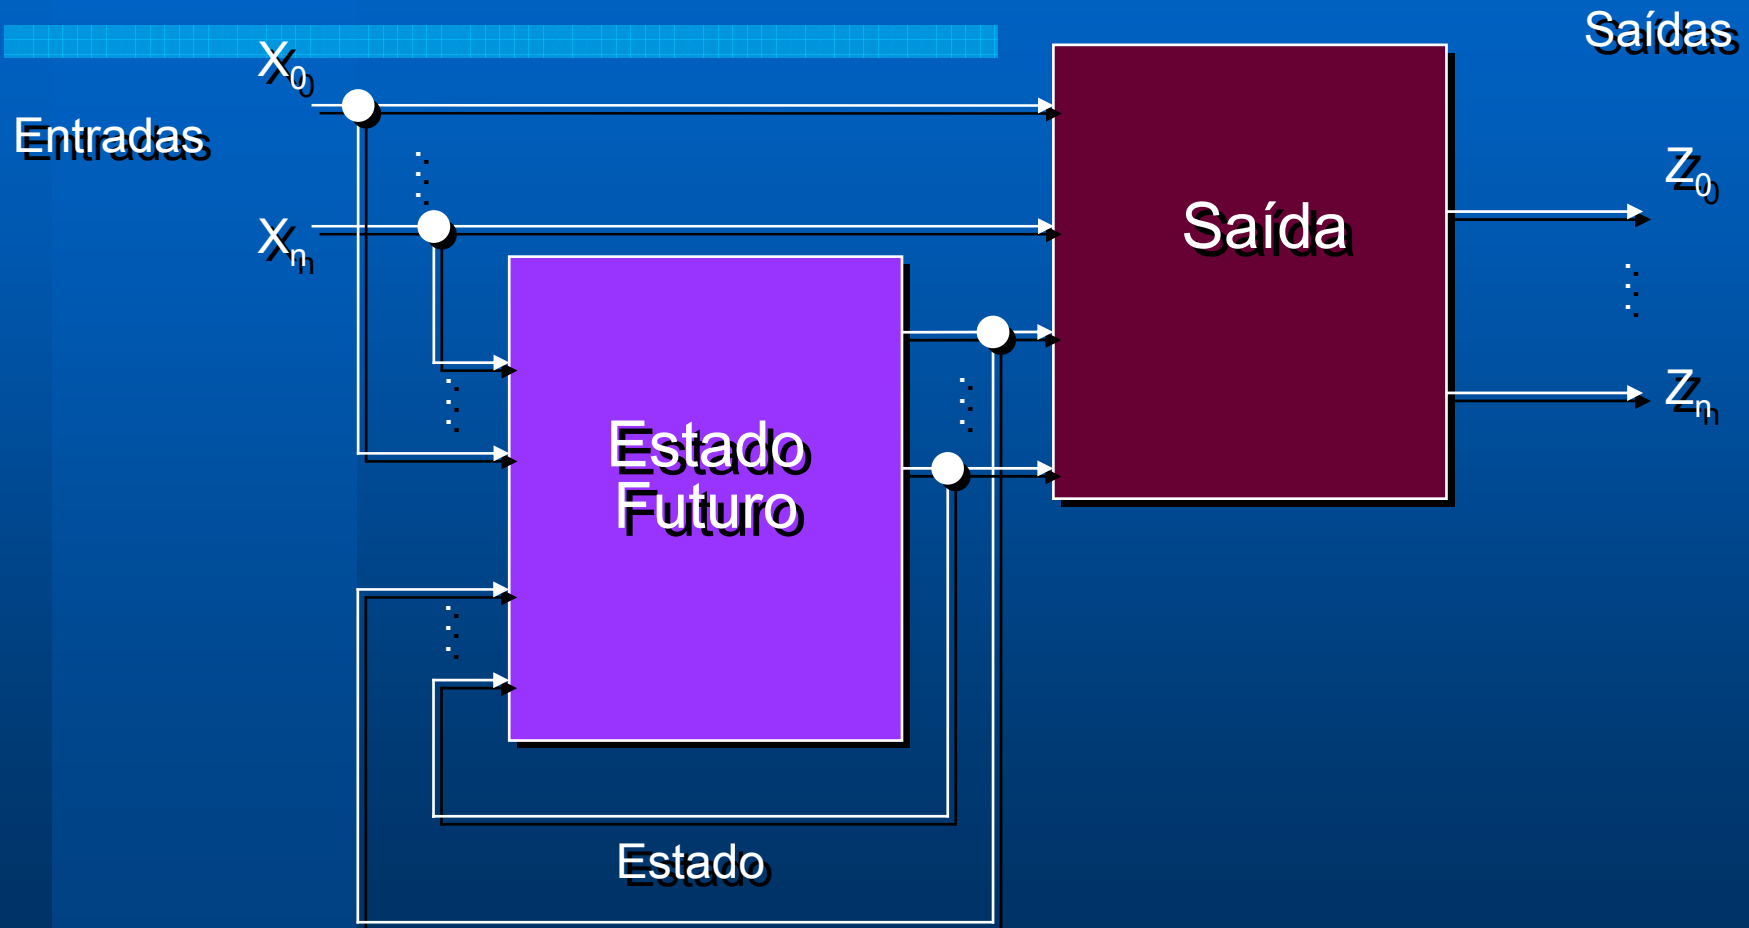 Saídas
X0
Entradas
Z0
Xn
Saída
Zn
Estado
Futuro
Estado